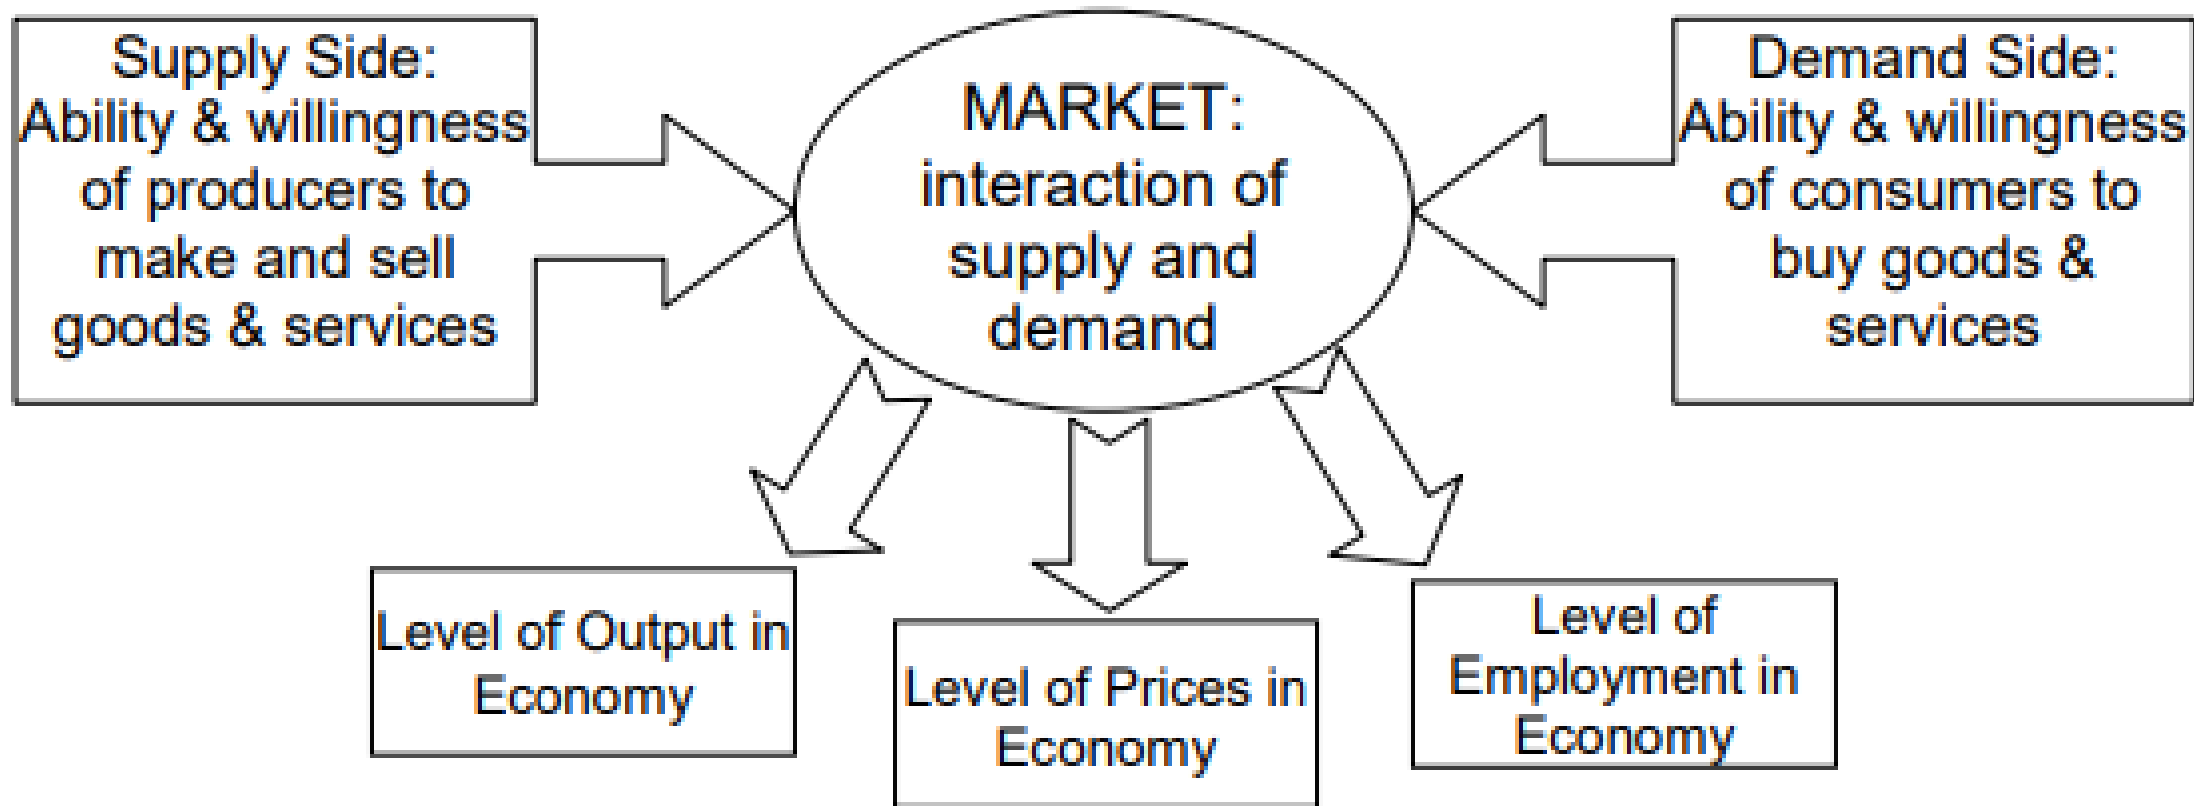 Supply Side:
Ability & willingness
of producers to
make and sell
goods & services
MARKET:
interaction of
supply and
demand
Demand Side:
Ability & willingness
of consumers to
buy goods &
services
Level of Output in
Economy
Level of Prices in
Economy
Level of
Employment in
Economy